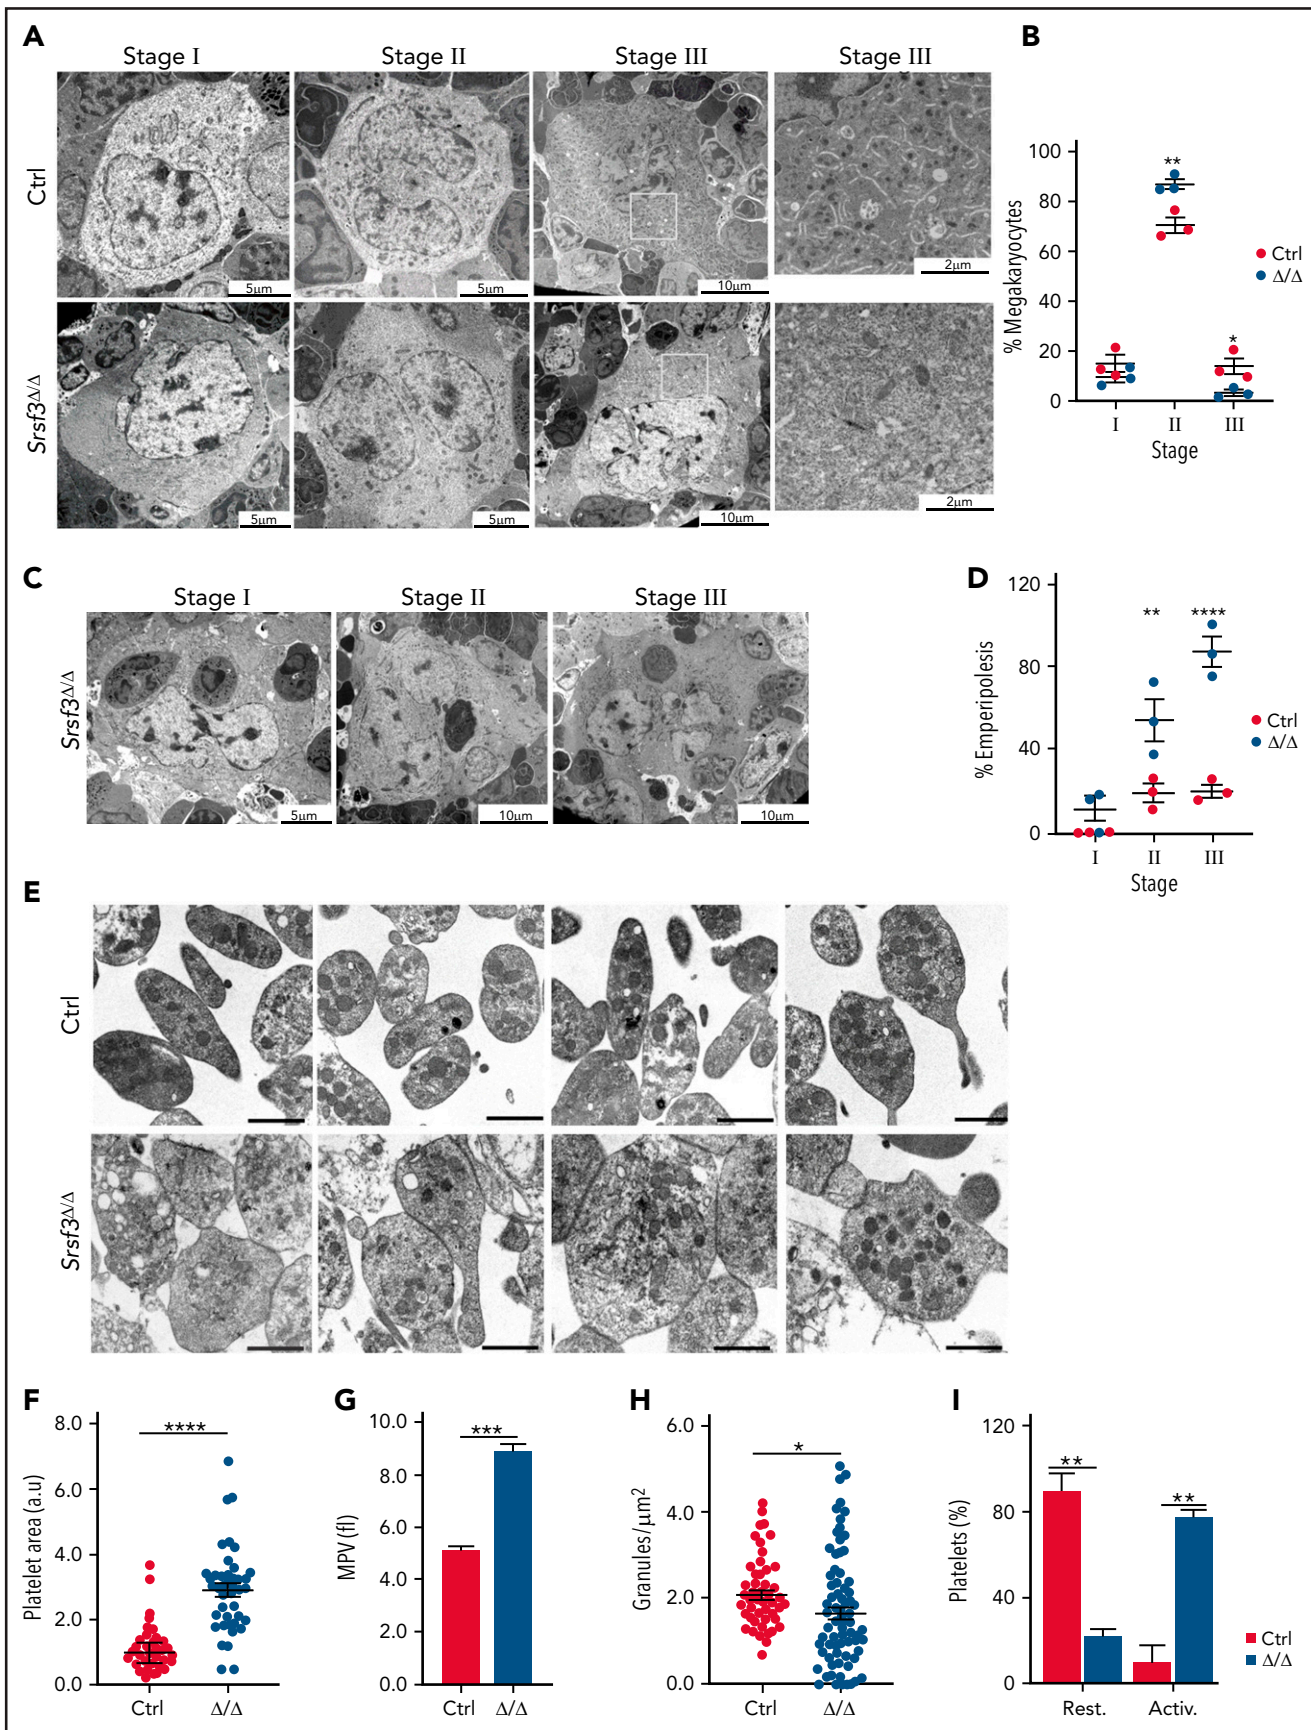 A
Stage I
Stage II
Stage III
Stage III
Ctrl
5μm
5μm
10μm
2μm
Srsf3Δ/Δ
5μm
5μm
10μm
2μm
B
100
80
60
40
20
0
% Megakaryocytes
**
*
I
II
III
Stage
Ctrl
Δ/Δ
C
Stage I
Stage II
Stage III
Srsf3Δ/Δ
5μm
10μm
10μm
D
120
80
40
0
% Emperipolesis
**
****
I
II
III
Stage
Ctrl
Δ/Δ
E
Ctrl
Srsf3Δ/Δ
F
8.0
6.0
4.0
2.0
0.0
Platelet area (a.u)
****
Ctrl
Δ/Δ
G
10.0
8.0
6.0
4.0
2.0
0.0
MPV (fl)
***
Ctrl
Δ/Δ
H
6.0
4.0
2.0
0.0
Granules/μm²
*
Ctrl
Δ/Δ
I
120
80
40
0
Platelets (%)
**
**
Rest.
Activ.
Ctrl
Δ/Δ